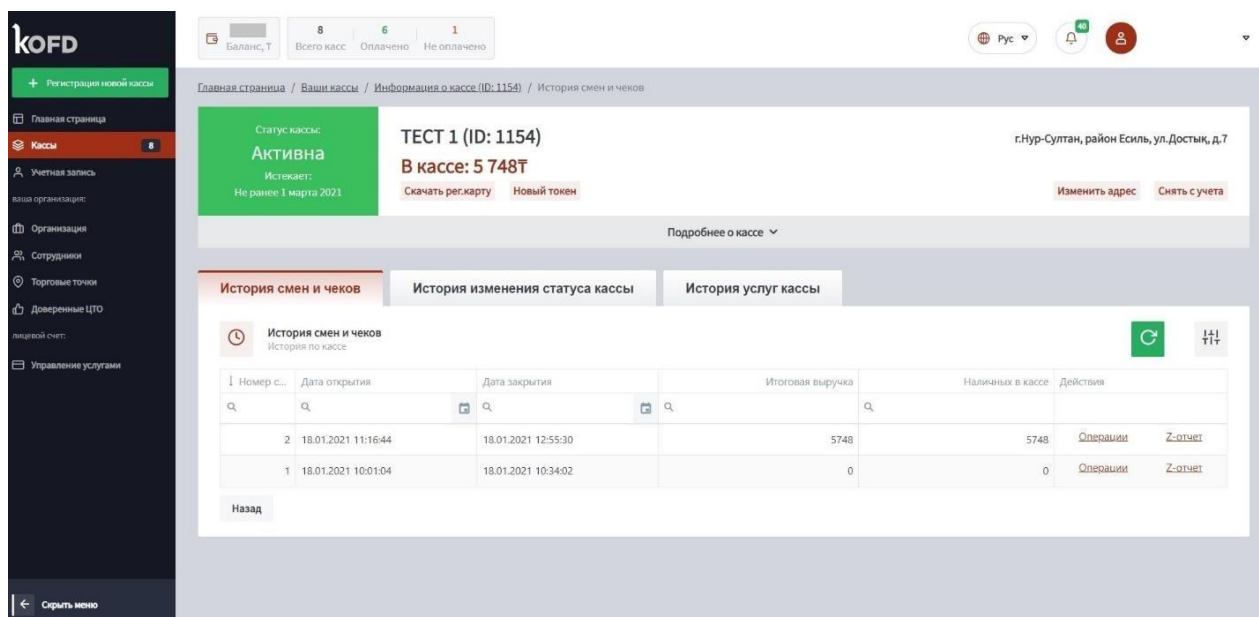 kOFD
Баланс, Т
8
Всего касс
6
Оплачено
1
Не оплачено
Рус
40
+ Регистрация новой кассы
Главная страница / Ваши кассы / Информация о кассе (ID: 1154) / История смен и чеков
Главная страница
Кассы 8
Учетная запись
ваша организация:
Организация
Сотрудники
Торговые точки
Доверенные ЦТО
лицевой счет:
Управление услугами
Скрыть меню
Статус кассы:
Активна
Истекает:
Не ранее 1 марта 2021
ТЕСТ 1 (ID: 1154)
В кассе: 5 748₸
Скачать рег.карту Новый токен
г.Нур-Султан, район Есиль, ул.Достык, д.7
Изменить адрес Снять с учета
Подробнее о кассе
История смен и чеков История изменения статуса кассы История услуг кассы
История смен и чеков
История по кассе
Номер с... Дата открытия Дата закрытия Итоговая выручка Наличных в кассе Действия
2 18.01.2021 11:16:44 18.01.2021 12:55:30 5748 5748 Операции Z-отчет
1 18.01.2021 10:01:04 18.01.2021 10:34:02 0 0 Операции Z-отчет
Назад